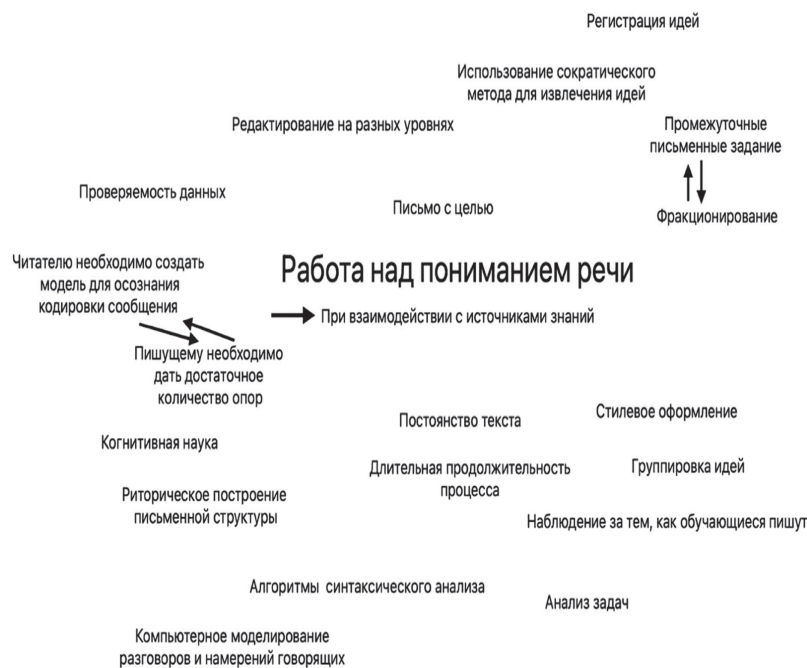 Регистрация идей
Использование сократического
метода для извлечения идей
Редактирование на разных уровнях
Промежуточные
письменные задание
Проверяемость данных
Письмо с целью
Фракционирование
Читателю необходимо создать
модель для осознания
кодировки сообщения
Работа над пониманием речи
При взаимодействии с источниками знаний
Пишущему необходимо
дать достаточное
количество опор
Постоянство текста
Стилевое оформление
Когнитивная наука
Длительная продолжительность
процесса
Группировка идей
Риторическое построение
письменной структуры
Наблюдение за тем, как обучающиеся пишут
Алгоритмы синтаксического анализа
Анализ задач
Компьютерное моделирование
разговоров и намерений говорящих